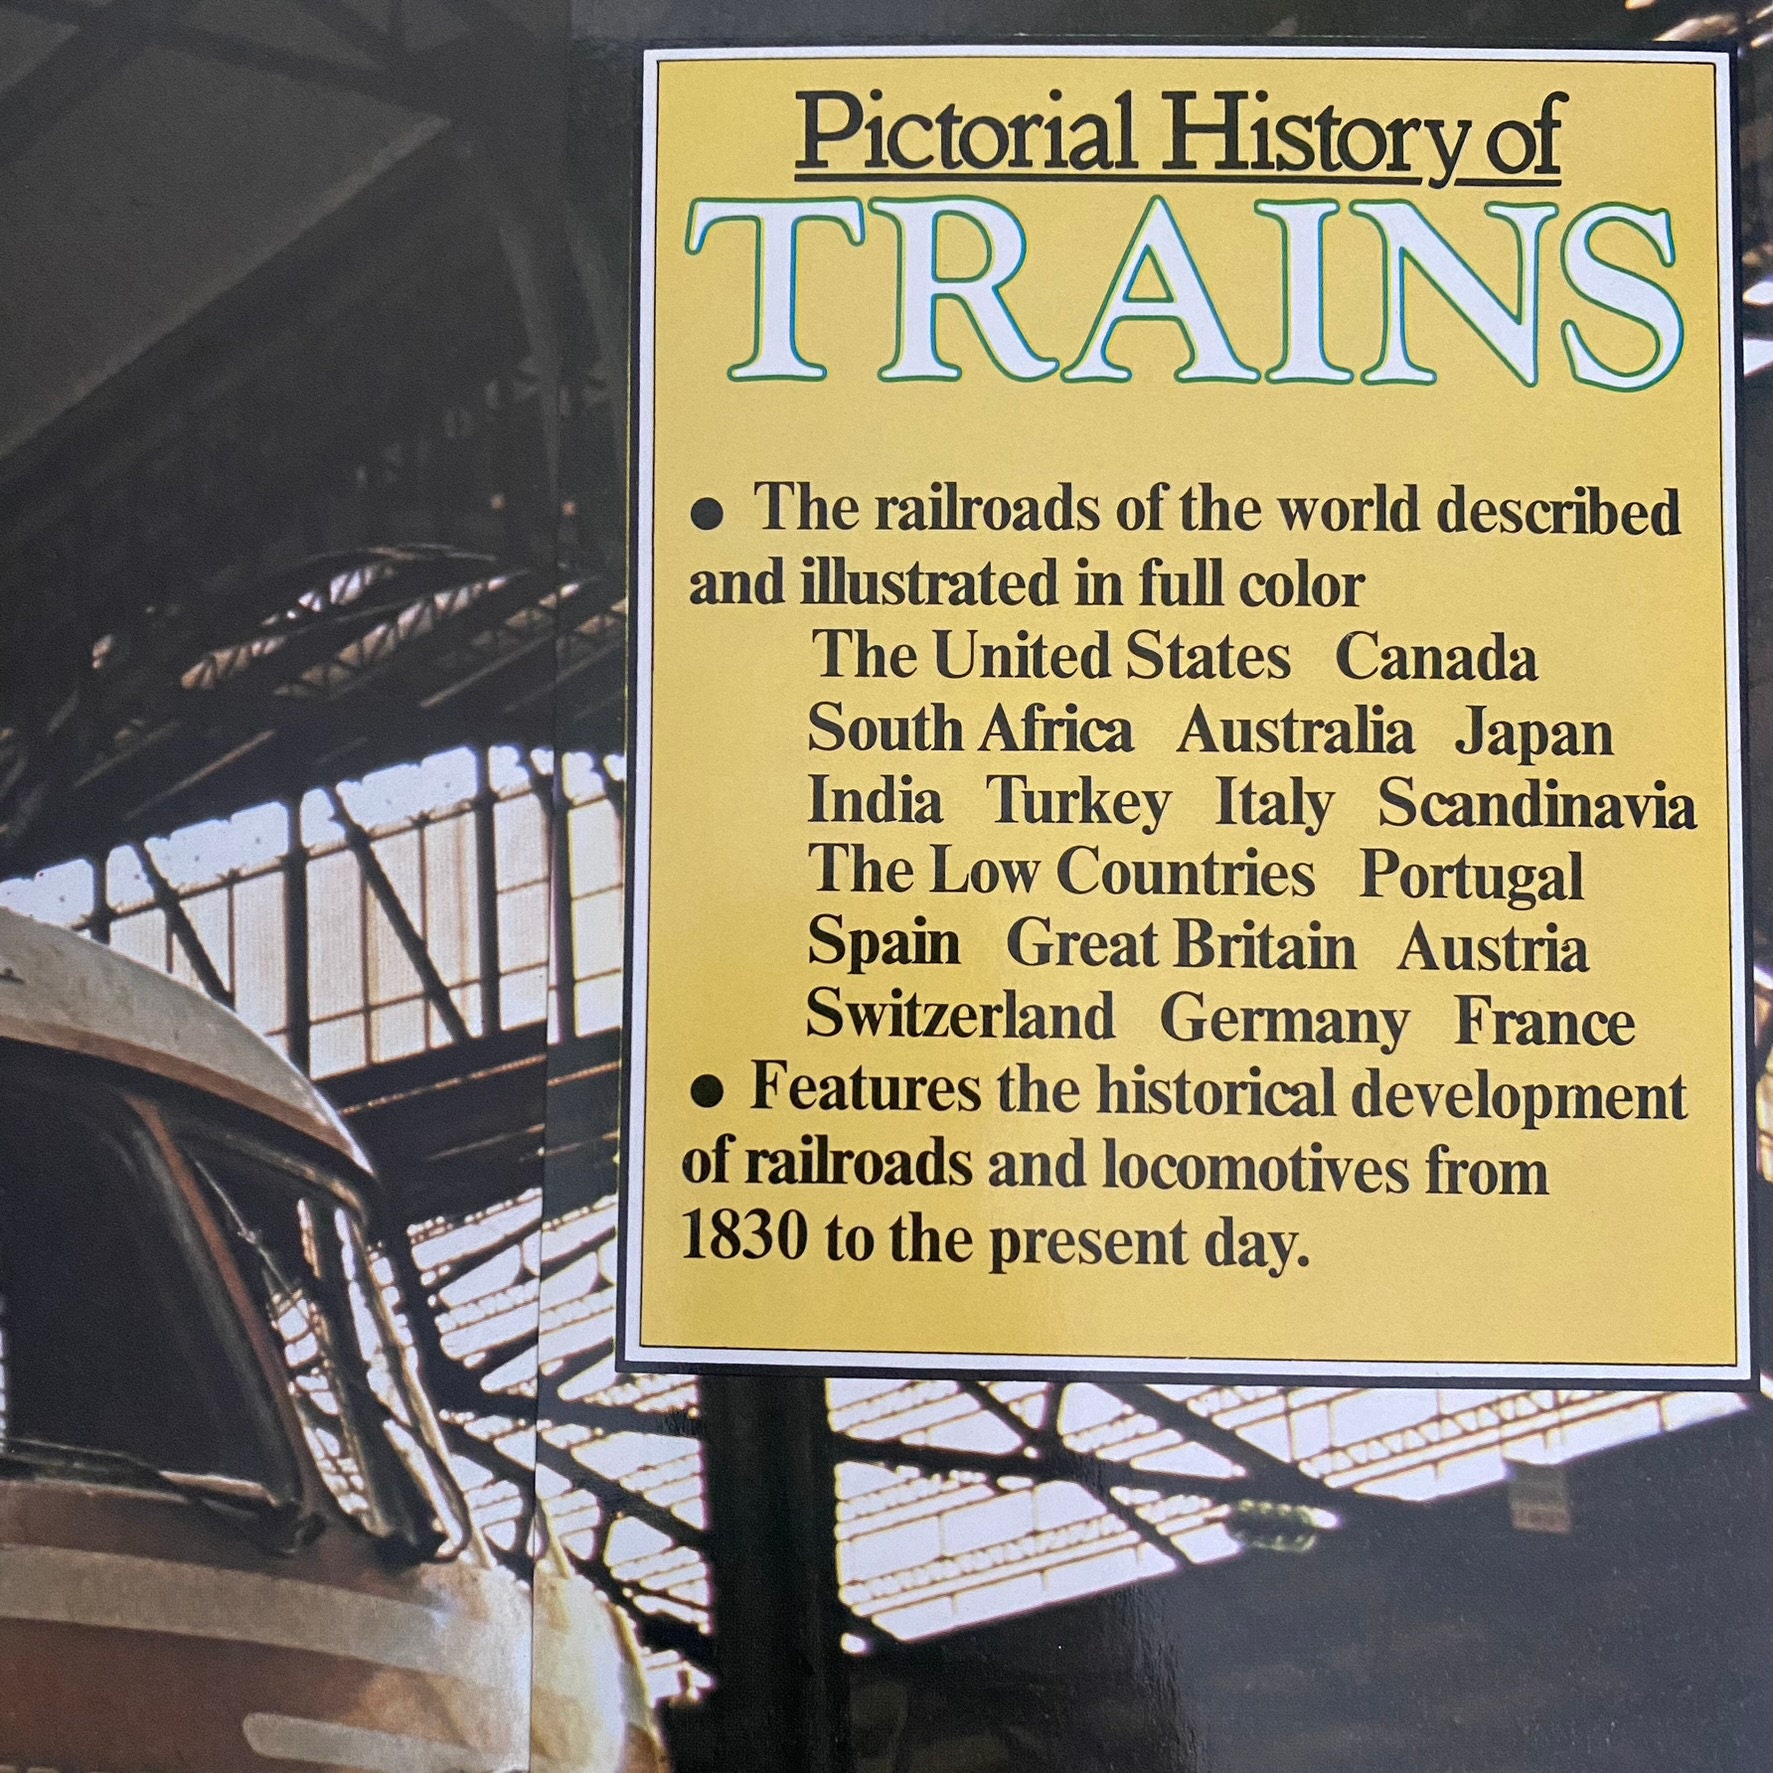 Pictorial History of
TRAINS
● The railroads of the world described
and illustrated in full color
The United States Canada
South Africa Australia Japan
India Turkey Italy Scandinavia
The Low Countries Portugal
Spain Great Britain Austria
Switzerland Germany France
● Features the historical development
of railroads and locomotives from
1830 to the present day.